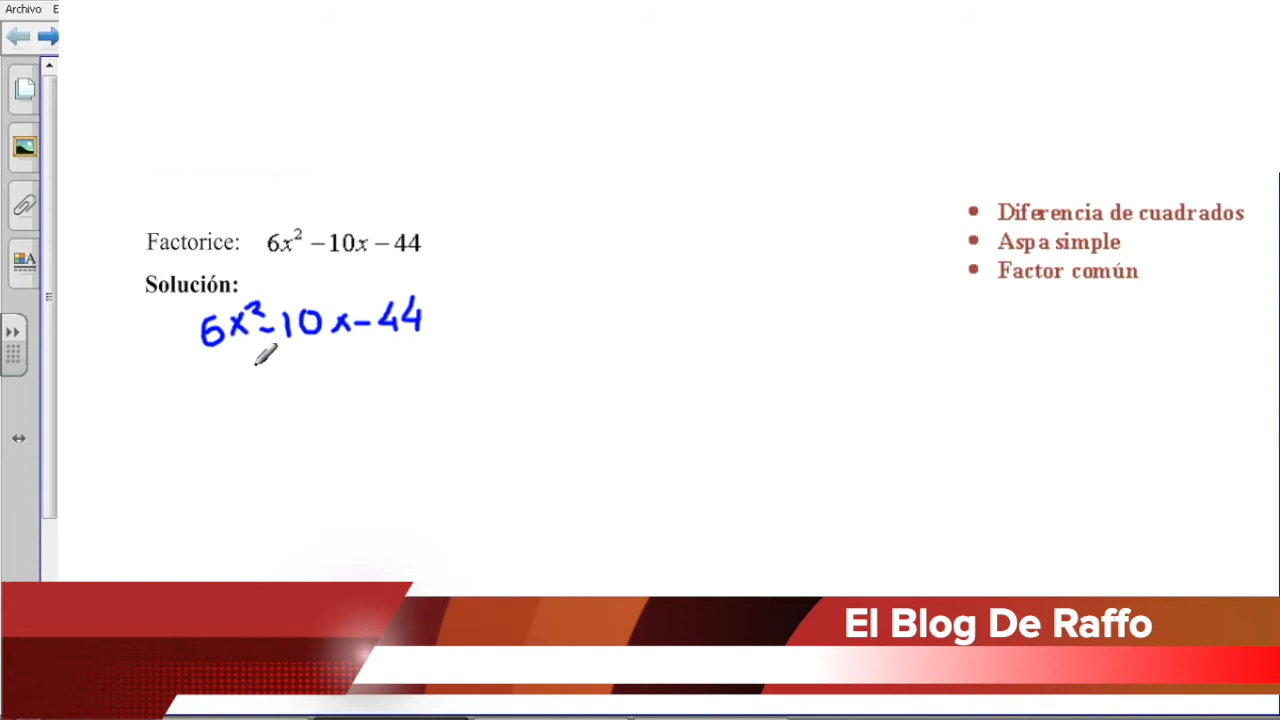 Archivo E
Factorice: 6x² − 10x − 44
Solución:
6x² - 10x - 44
• Diferencia de cuadrados
• Aspa simple
• Factor común
A
El Blog De Raffo